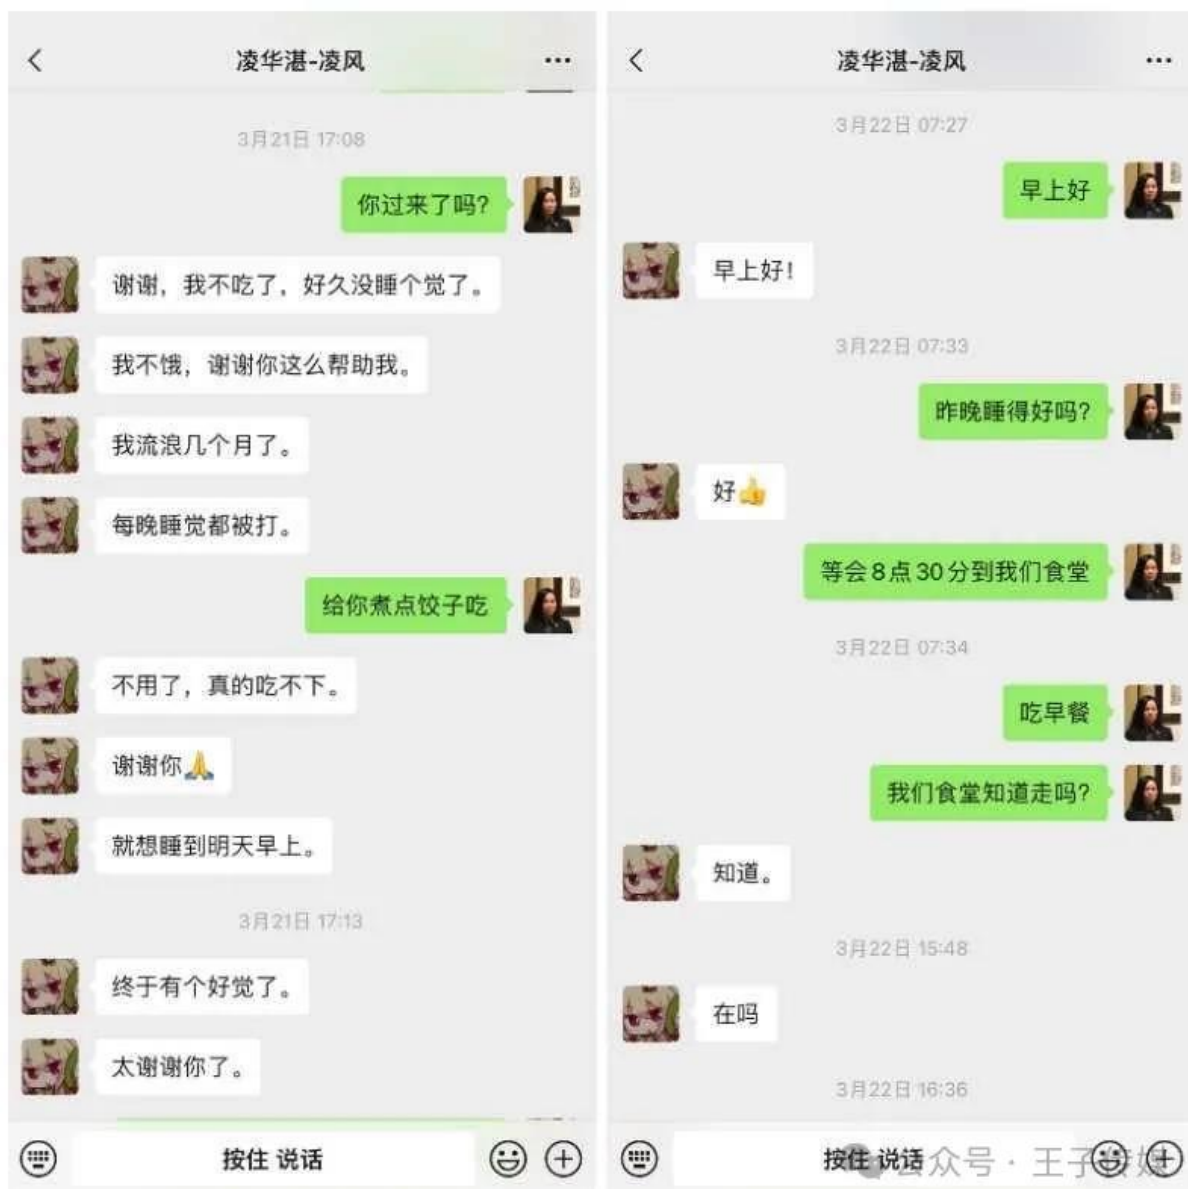 凌华湛-凌风
3月21日 17:08
你过来了吗?
谢谢，我不吃了，好久没睡个觉了。
我不饿，谢谢你这么帮助我。
我流浪几个月了。
每晚睡觉都被打。
给你煮点饺子吃
不用了，真的吃不下。
谢谢你🙏
就想睡到明天早上。
3月21日 17:13
终于有个好觉了。
太谢谢你了。
按住 说话
凌华湛-凌风
3月22日 07:27
早上好
早上好！
3月22日 07:33
昨晚睡得好吗?
好👍
等会8点30分到我们食堂
3月22日 07:34
吃早餐
我们食堂知道走吗?
知道。
3月22日 15:48
在吗
3月22日 16:36
按住 说话
公众号 · 王子传媒